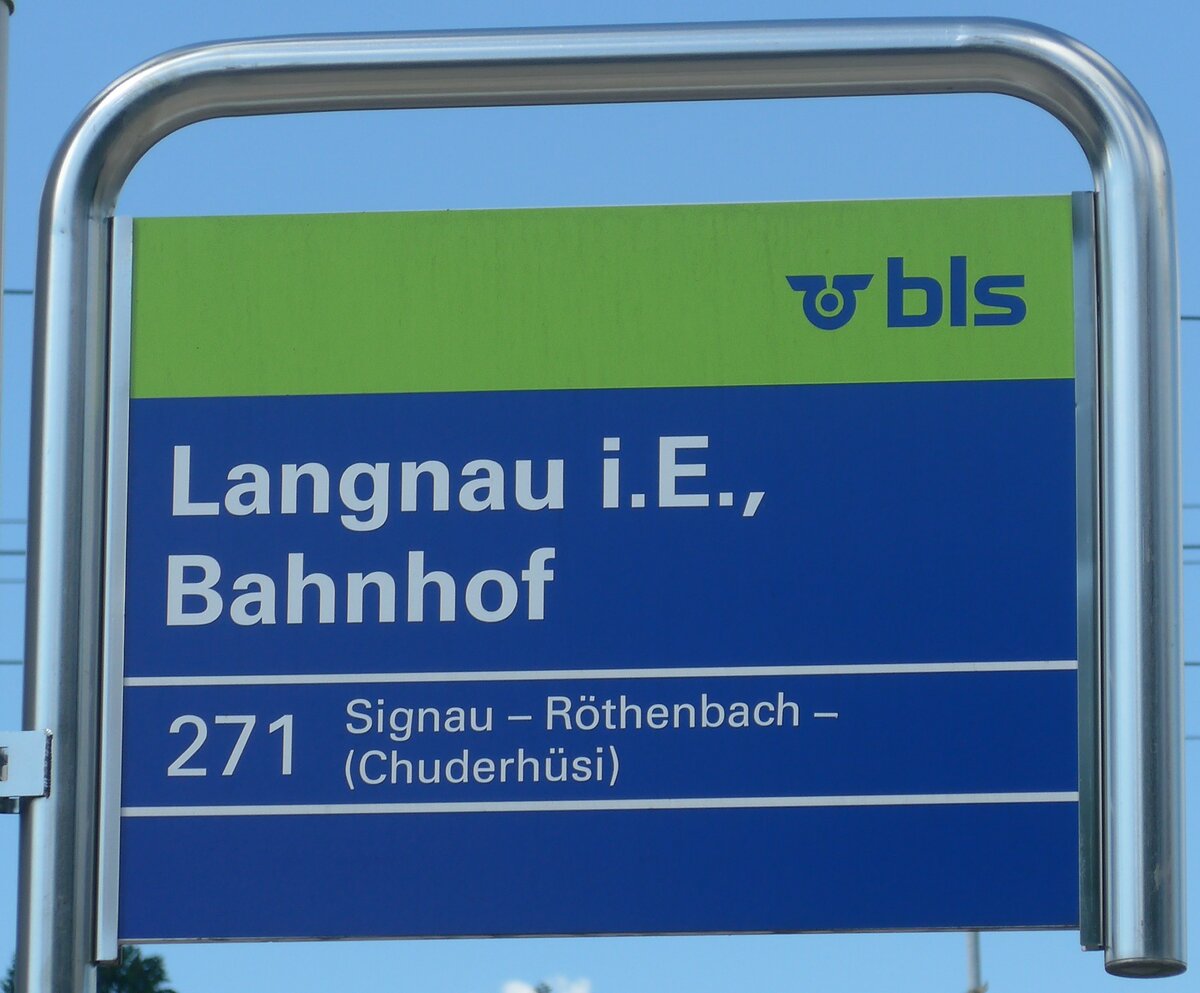 bls
Langnau i.E.,
Bahnhof
271 Signau – Röthenbach –
(Chuderhüsi)